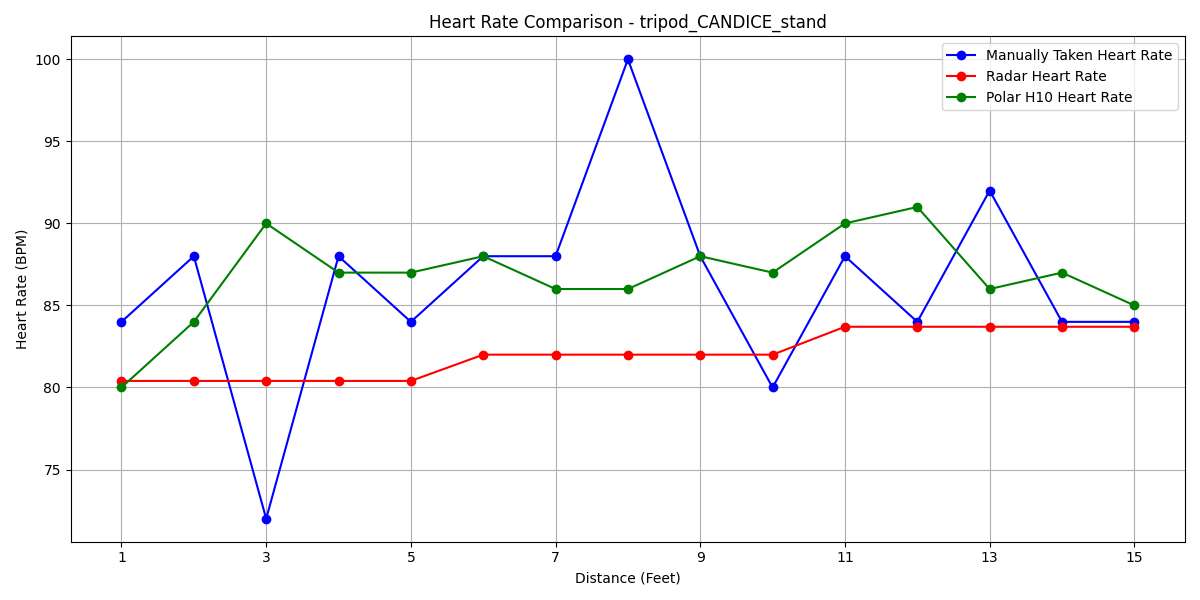 Heart Rate Comparison - tripod_CANDICE_stand
Manually Taken Heart Rate
Radar Heart Rate
Polar H10 Heart Rate
Heart Rate (BPM)
100
95
90
85
80
75
1 3 5 7 9 11 13 15
Distance (Feet)